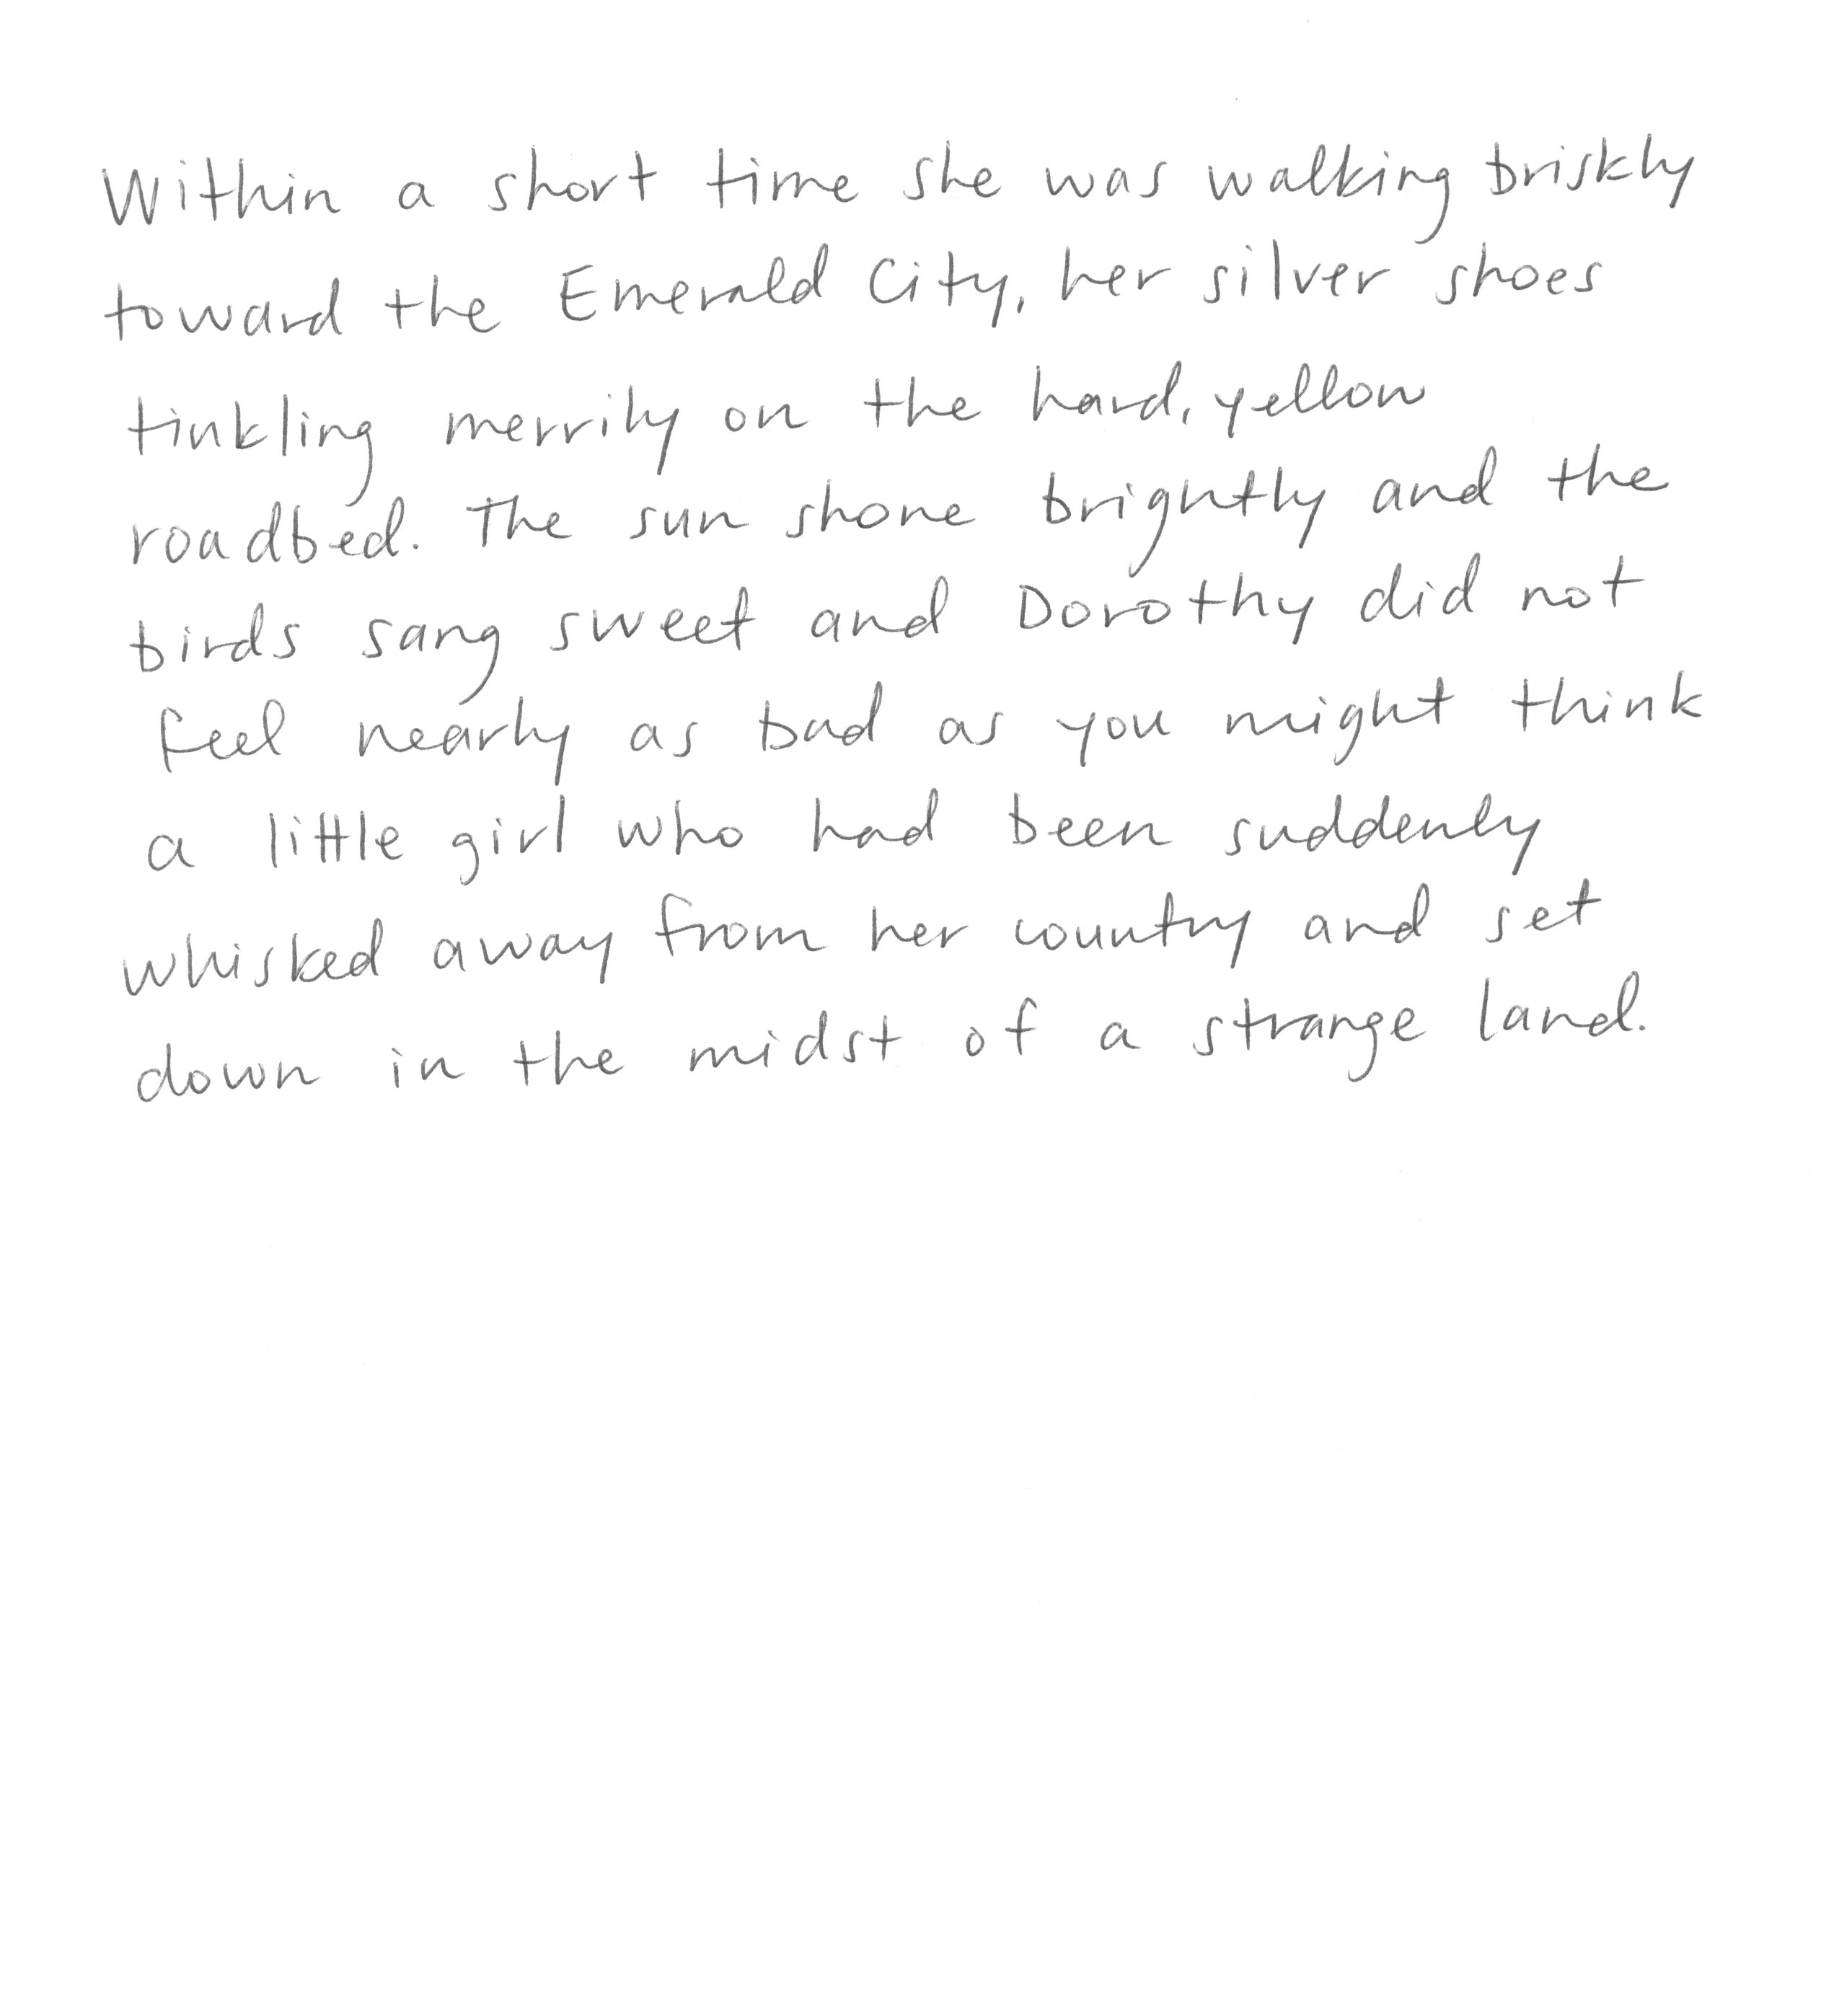 Within a short time she was walking briskly
toward the Emerald City, her silver shoes
tinkling merrily on the hard, yellow
roadbed. The sun shone brightly and the
birds sang sweet and Dorothy did not
feel nearly as bad as you might think
a little girl who had been suddenly
whisked away from her country and set
down in the midst of a strange land.